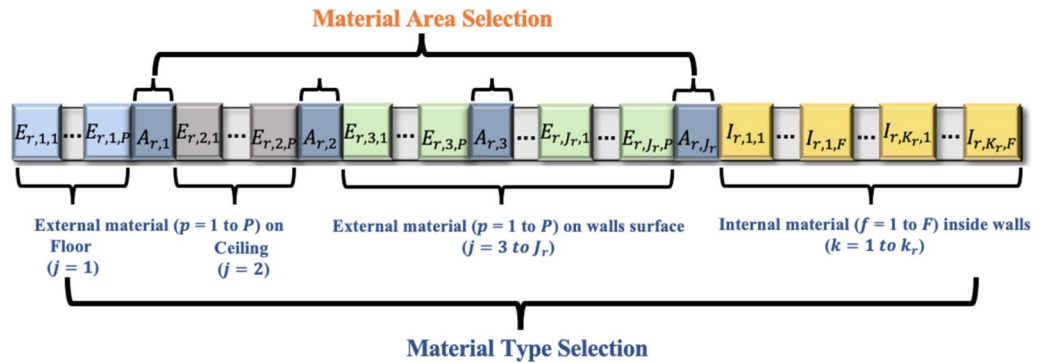 Material Area Selection
E_{r,1,1} ... E_{r,1,P} A_{r,1} E_{r,2,1} ... E_{r,2,P} A_{r,2} E_{r,3,1} ... E_{r,3,P} A_{r,3} ... E_{r,J_r,1} ... E_{r,J_r,P} A_{r,J_r} I_{r,1,1} ... I_{r,1,F} ... I_{r,K_r,1} ... I_{r,K_r,F}
External material (p = 1 to P) on
Floor Ceiling
(j = 1) (j = 2)
External material (p = 1 to P) on walls surface
(j = 3 to J_r)
Internal material (f = 1 to F) inside walls
(k = 1 to k_r)
Material Type Selection